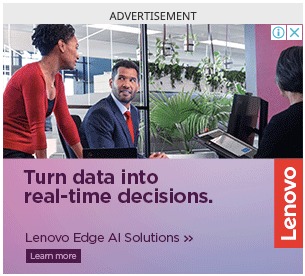 ADVERTISEMENT
Turn data into
real-time decisions.
Lenovo Edge AI Solutions >>
Learn more
Lenovo